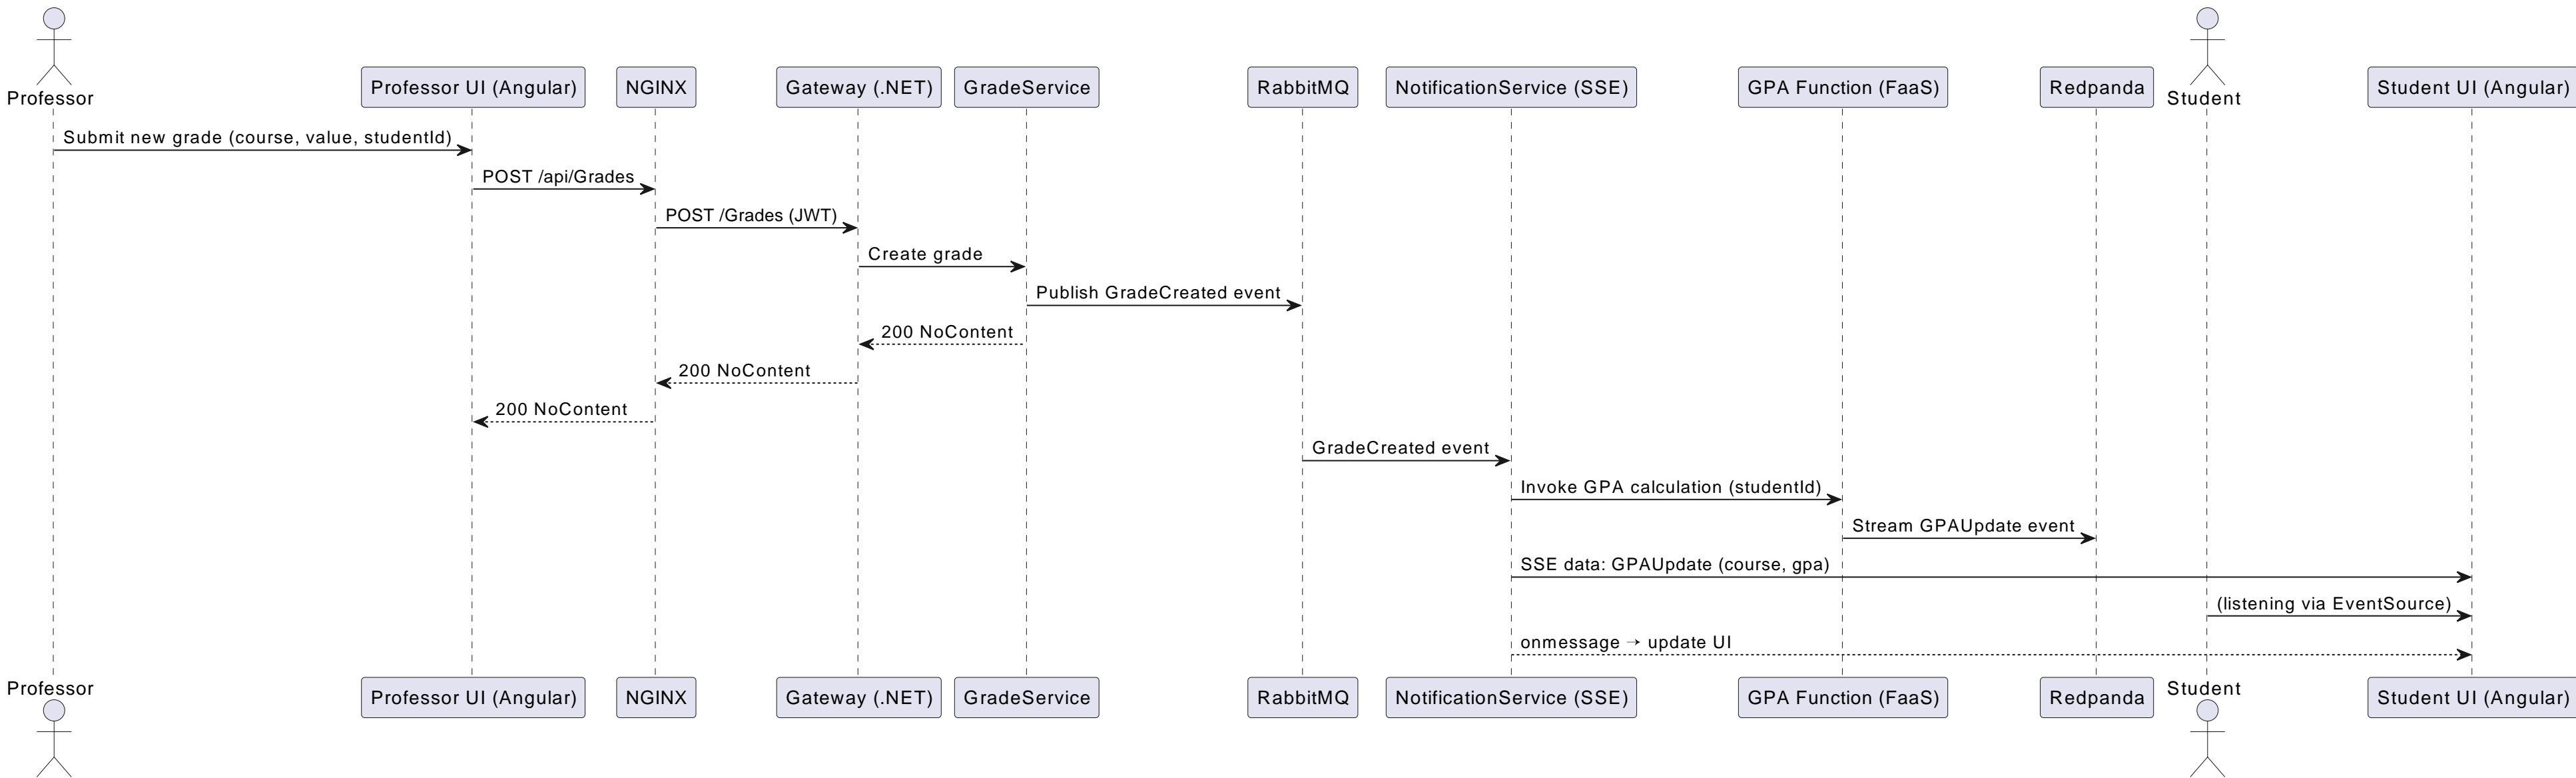 Professor
Professor UI (Angular)
NGINX
Gateway (.NET)
GradeService
RabbitMQ
NotificationService (SSE)
GPA Function (FaaS)
Redpanda
Student
Student UI (Angular)
Submit new grade (course, value, studentId)
POST /api/Grades
POST /Grades (JWT)
Create grade
Publish GradeCreated event
200 NoContent
200 NoContent
200 NoContent
GradeCreated event
Invoke GPA calculation (studentId)
Stream GPAUpdate event
SSE data: GPAUpdate (course, gpa)
(listening via EventSource)
onmessage → update UI
Professor
Professor UI (Angular)
NGINX
Gateway (.NET)
GradeService
RabbitMQ
NotificationService (SSE)
GPA Function (FaaS)
Redpanda
Student
Student UI (Angular)